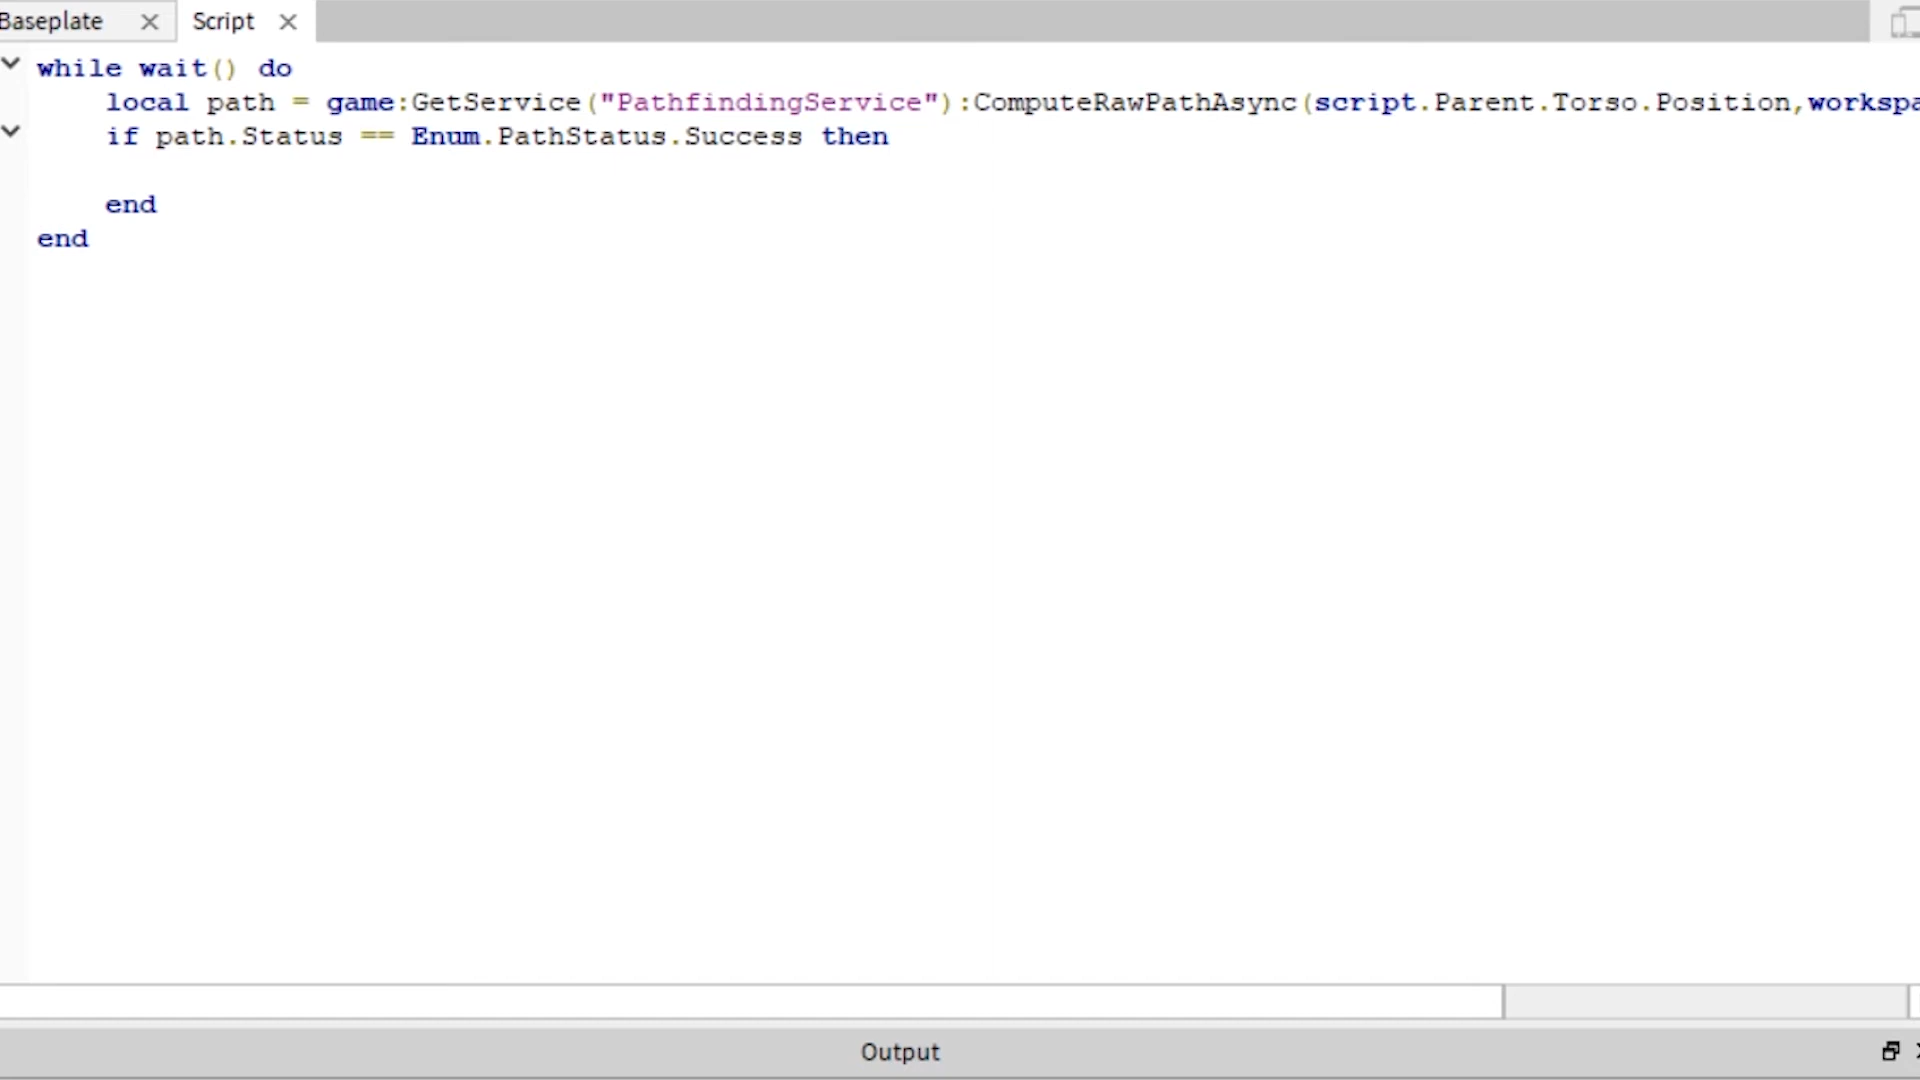 Baseplate
Script
while wait() do
local path = game:GetService("PathfindingService"):ComputeRawPathAsync(script.Parent.Torso.Position,workspa
if path.Status == Enum.PathStatus.Success then
end
end
Output